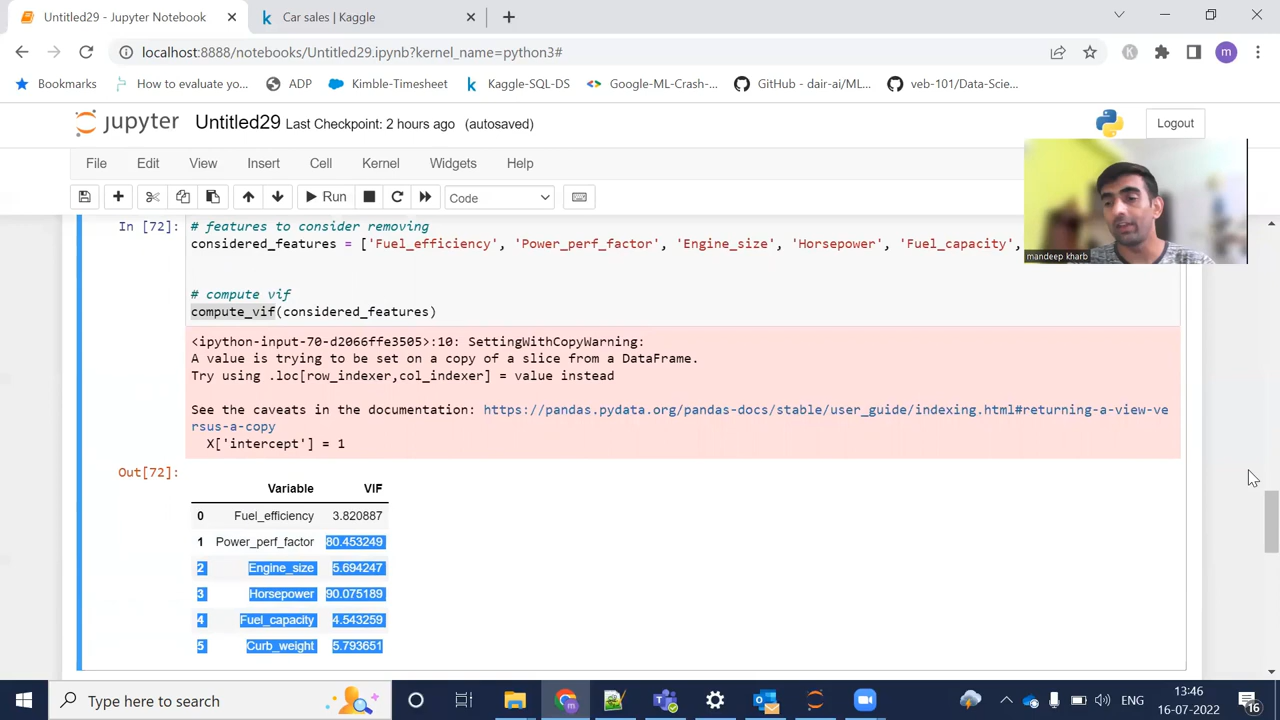 Untitled29 - Jupyter Notebook
Car sales | Kaggle
localhost:8888/notebooks/Untitled29.ipynb?kernel_name=python3#
K
m
Bookmarks
How to evaluate yo...
ADP
Kimble-Timesheet
Kaggle-SQL-DS
Google-ML-Crash-...
GitHub - dair-ai/ML...
veb-101/Data-Scie...
jupyter Untitled29 Last Checkpoint: 2 hours ago (autosaved)
Logout
File Edit View Insert Cell Kernel Widgets Help
Run
Code
mandeep kharb
In [72]: # features to consider removing
considered_features = ['Fuel_efficiency', 'Power_perf_factor', 'Engine_size', 'Horsepower', 'Fuel_capacity',
# compute vif
compute_vif(considered_features)
<ipython-input-70-d2066ffe3505>:10: SettingWithCopyWarning:
A value is trying to be set on a copy of a slice from a DataFrame.
Try using .loc[row_indexer,col_indexer] = value instead
See the caveats in the documentation: https://pandas.pydata.org/pandas-docs/stable/user_guide/indexing.html#returning-a-view-ve
rsus-a-copy
X['intercept'] = 1
Out[72]:
Variable VIF
0 Fuel_efficiency 3.820887
1 Power_perf_factor 80.453249
2 Engine_size 5.694247
3 Horsepower 90.075189
4 Fuel_capacity 4.543259
5 Curb_weight 5.793651
Type here to search
ENG
13:46
16-07-2022
16